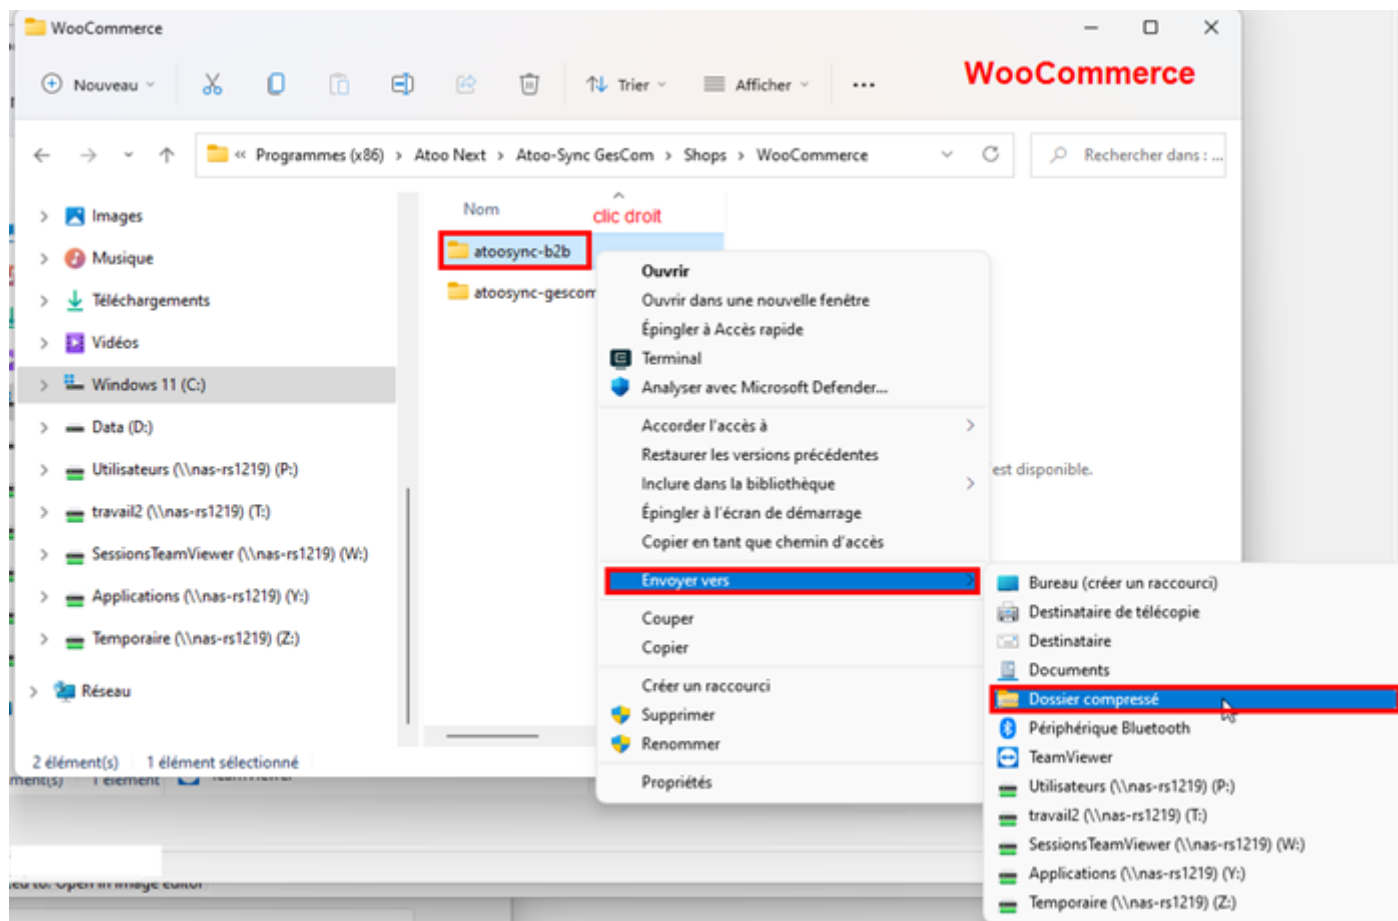 WooCommerce
Nouveau
Trier
Afficher
...
WooCommerce
« Programmes (x86) > Atoo Next > Atoo-Sync GesCom > Shops > WooCommerce
Rechercher dans : ...
Images
Musique
Téléchargements
Vidéos
Windows 11 (C:)
Data (D:)
Utilisateurs (\\nas-rs1219) (P:)
travail2 (\\nas-rs1219) (T:)
SessionsTeamViewer (\\nas-rs1219) (W:)
Applications (\\nas-rs1219) (Y:)
Temporaire (\\nas-rs1219) (Z:)
Réseau
Nom
clic droit
atoosync-b2b
atoosync-gescom
est disponible.
Ouvrir
Ouvrir dans une nouvelle fenêtre
Épingler à Accès rapide
Terminal
Analyser avec Microsoft Defender...
Accorder l'accès à
Restaurer les versions précédentes
Inclure dans la bibliothèque
Épingler à l'écran de démarrage
Copier en tant que chemin d'accès
Envoyer vers
Couper
Copier
Créer un raccourci
Supprimer
Renommer
Propriétés
Bureau (créer un raccourci)
Destinataire de télécopie
Destinataire
Documents
Dossier compressé
Périphérique Bluetooth
TeamViewer
Utilisateurs (\\nas-rs1219) (P:)
travail2 (\\nas-rs1219) (T:)
SessionsTeamViewer (\\nas-rs1219) (W:)
Applications (\\nas-rs1219) (Y:)
Temporaire (\\nas-rs1219) (Z:)
2 élément(s)
1 élément sélectionné